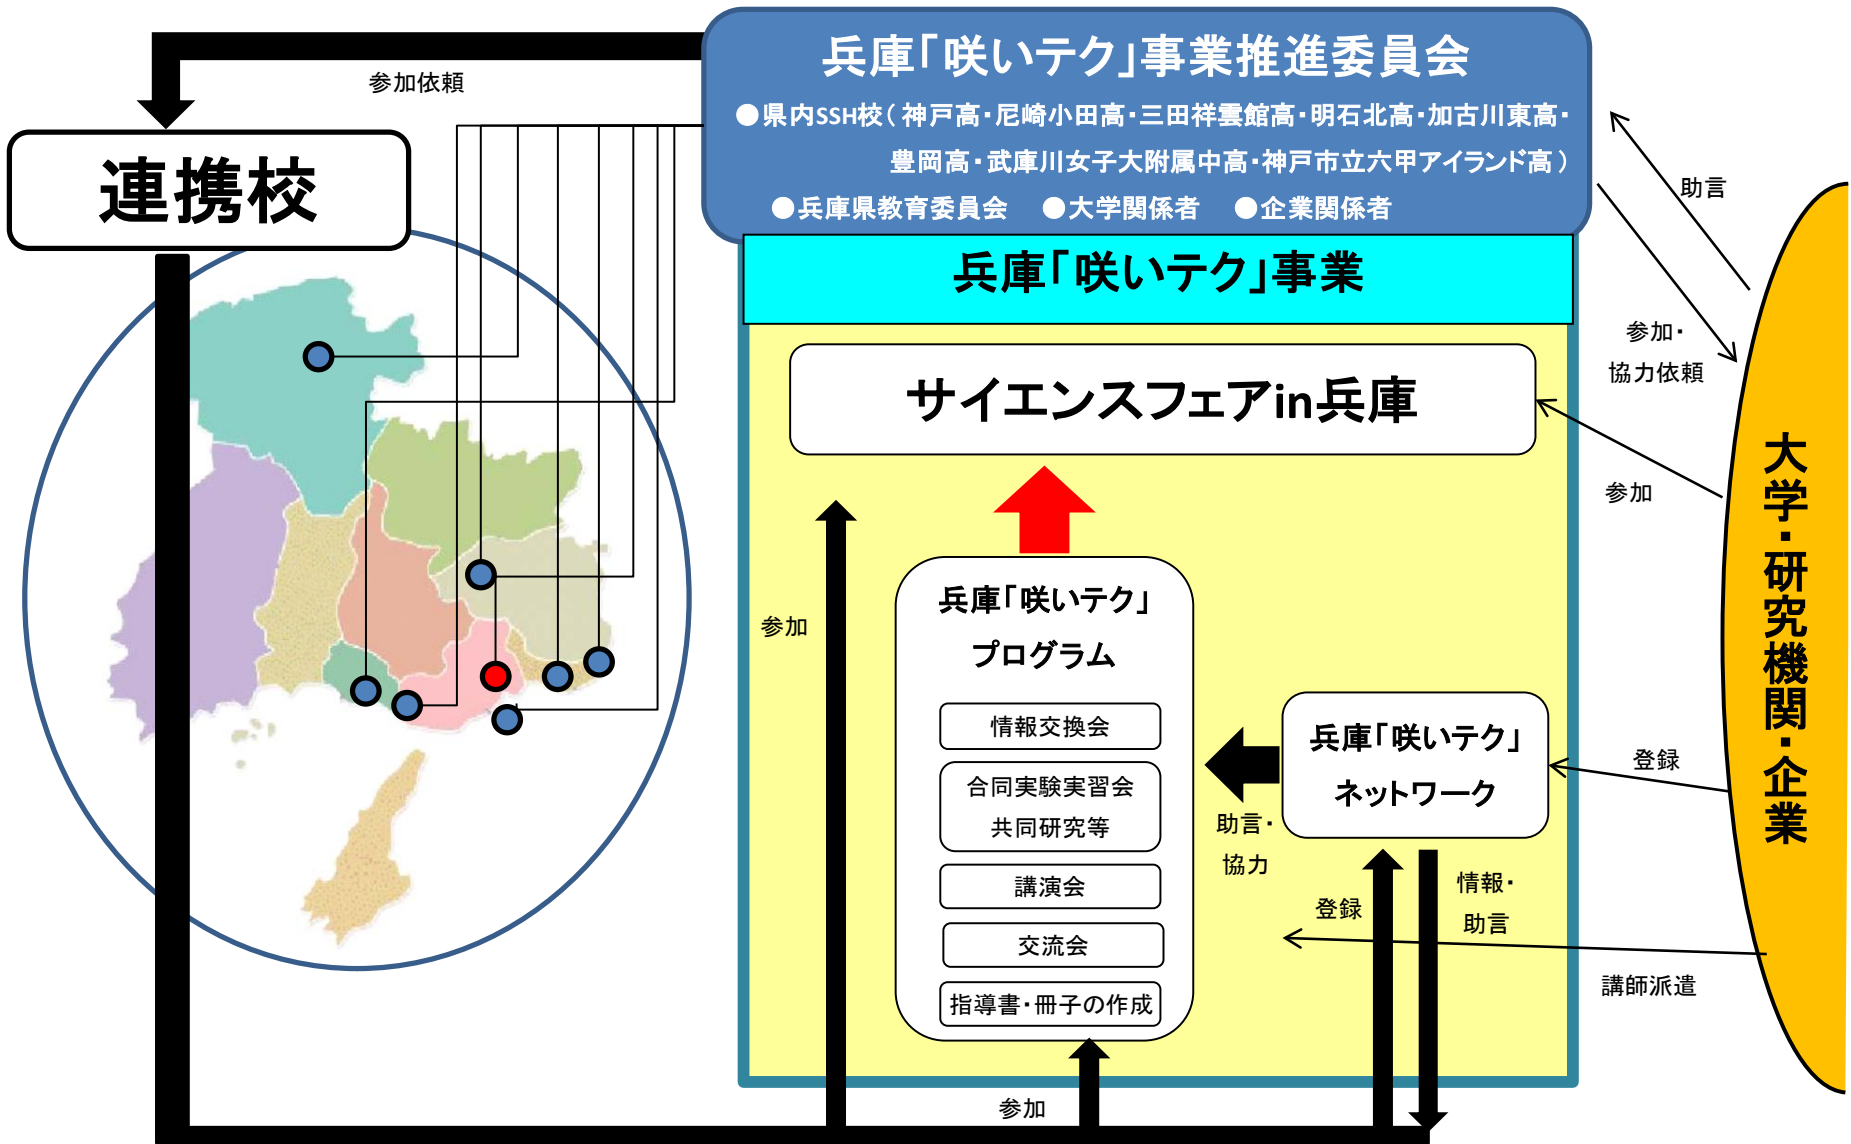 兵庫「咲いテク」事業推進委員会
●県内SSH校（神戸高・尼崎小田高・三田祥雲館高・明石北高・加古川東高・
豊岡高・武庫川女子大附属中高・神戸市立六甲アイランド高）
●兵庫県教育委員会　●大学関係者　●企業関係者
参加依頼
連携校
兵庫「咲いテク」事業
サイエンスフェアin兵庫
助言
参加・
協力依頼
参加
大学・研究機関・企業
参加
兵庫「咲いテク」
プログラム
情報交換会
合同実験実習会
共同研究等
講演会
交流会
指導書・冊子の作成
兵庫「咲いテク」
ネットワーク
助言・
協力
登録
登録
情報・
助言
講師派遣
参加